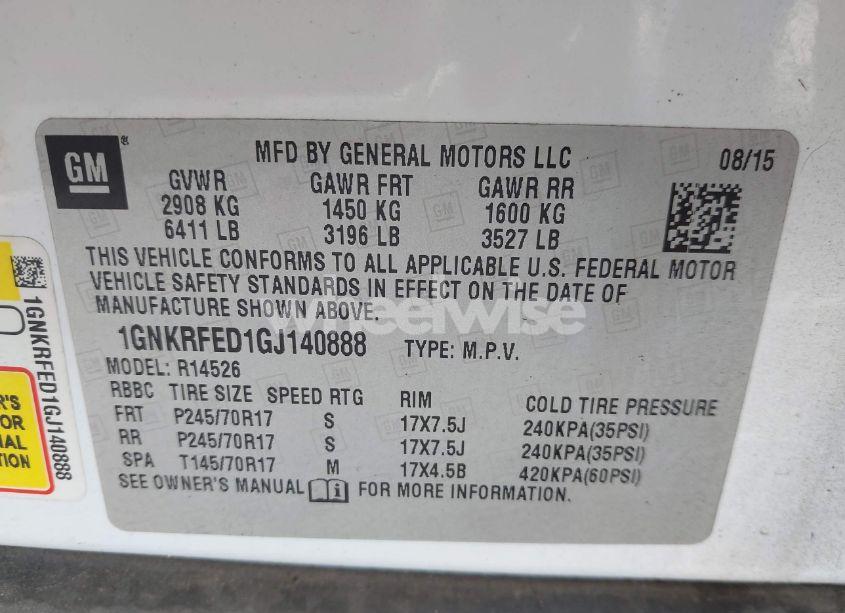 GM
MFD BY GENERAL MOTORS LLC 08/15
GVWR GAWR FRT GAWR RR
2908 KG 1450 KG 1600 KG
6411 LB 3196 LB 3527 LB
THIS VEHICLE CONFORMS TO ALL APPLICABLE U.S. FEDERAL MOTOR
VEHICLE SAFETY STANDARDS IN EFFECT ON THE DATE OF
MANUFACTURE SHOWN ABOVE.
wheelwise
1GNKRFED1GJ140888 TYPE: M.P.V.
MODEL: R14526
RBBC TIRE SIZE SPEED RTG RIM COLD TIRE PRESSURE
FRT P245/70R17 S 17X7.5J 240KPA(35PSI)
RR P245/70R17 S 17X7.5J 240KPA(35PSI)
SPA T145/70R17 M 17X4.5B 420KPA(60PSI)
SEE OWNER'S MANUAL i FOR MORE INFORMATION.
1GNKRFED1GJ140888